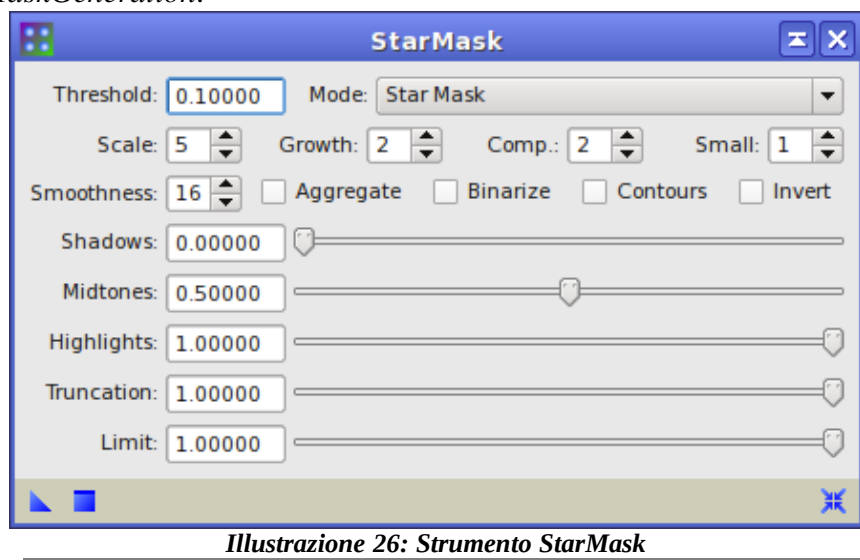 StarMask
Threshold: 0.10000 Mode: Star Mask
Scale: 5 Growth: 2 Comp.: 2 Small: 1
Smoothness: 16 Aggregate Binarize Contours Invert
Shadows: 0.00000
Midtones: 0.50000
Highlights: 1.00000
Truncation: 1.00000
Limit: 1.00000
Illustrazione 26: Strumento StarMask